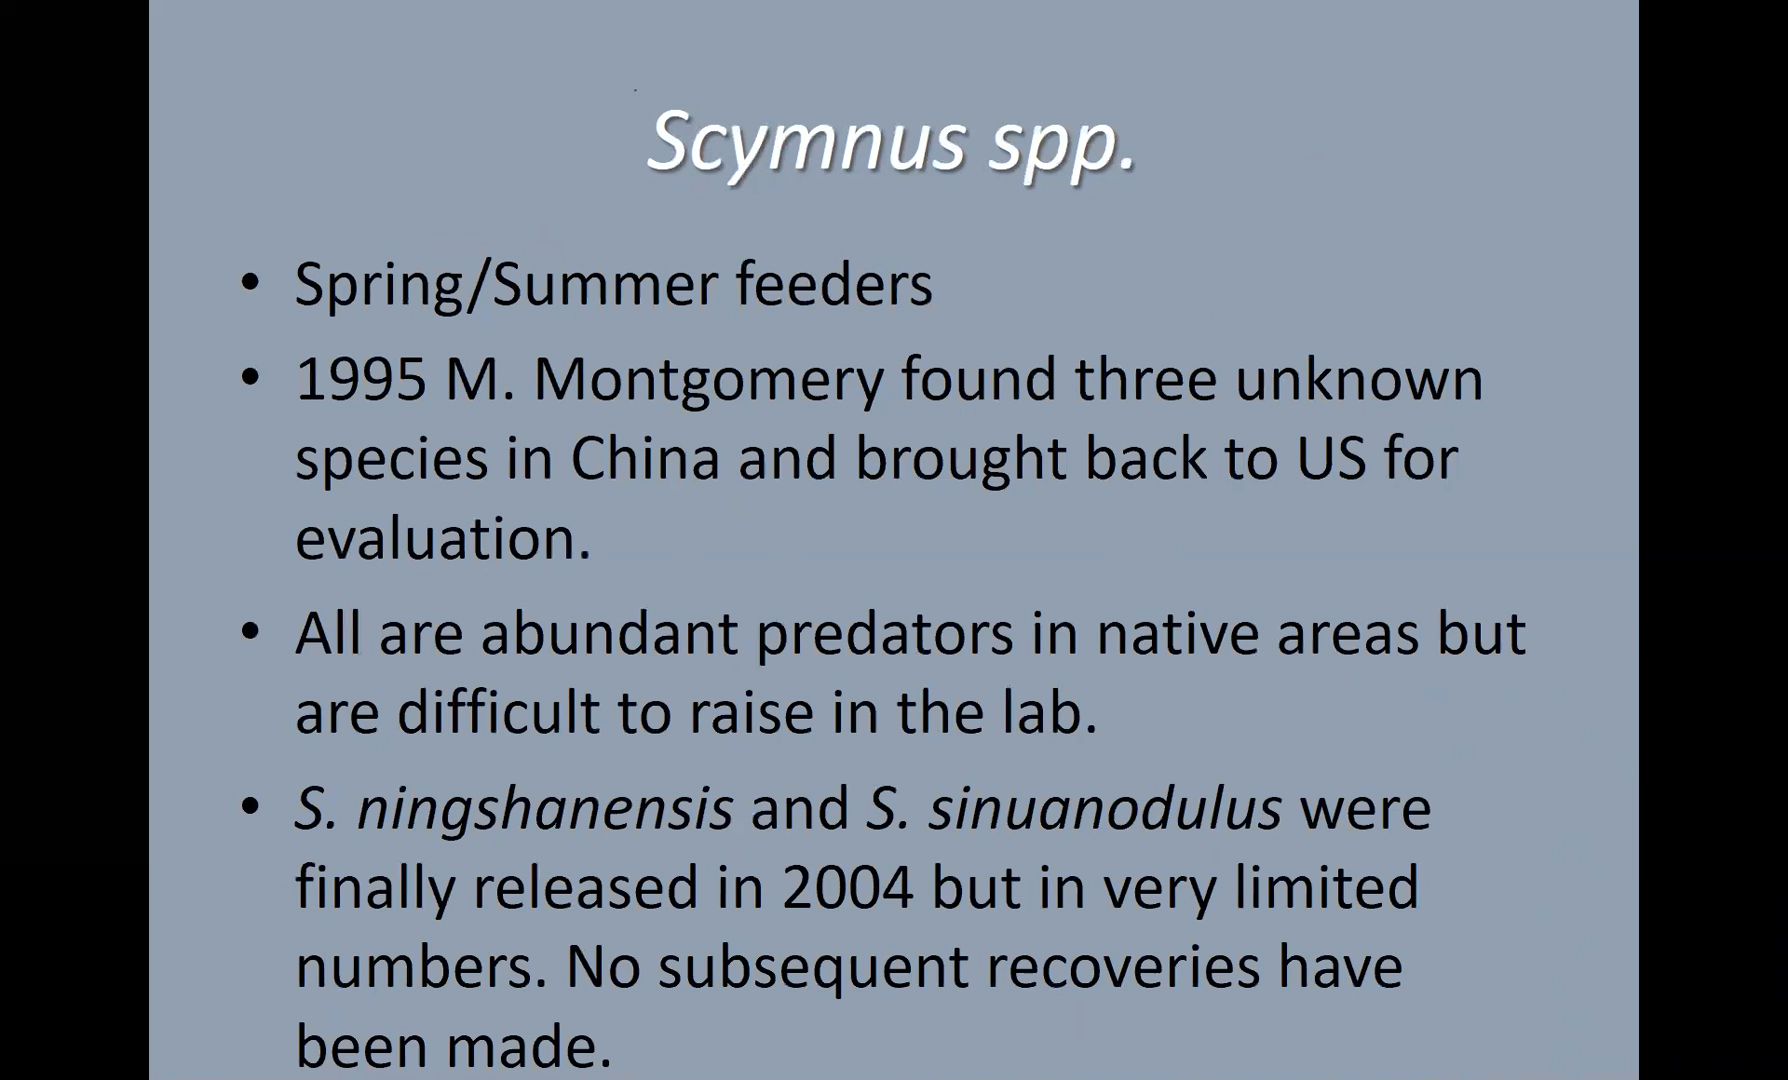 Scymnus spp.
• Spring/Summer feeders
• 1995 M. Montgomery found three unknown
species in China and brought back to US for
evaluation.
• All are abundant predators in native areas but
are difficult to raise in the lab.
• S. ningshanensis and S. sinuanodulus were
finally released in 2004 but in very limited
numbers. No subsequent recoveries have
been made.